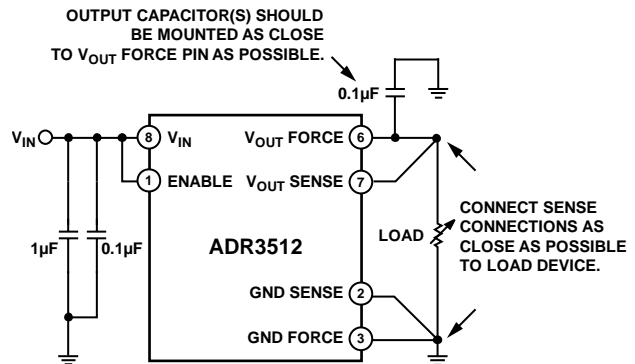 OUTPUT CAPACITOR(S) SHOULD
BE MOUNTED AS CLOSE
TO VOUT FORCE PIN AS POSSIBLE.
0.1µF
VIN
8 VIN
VOUT FORCE 6
1 ENABLE
VOUT SENSE 7
1µF
0.1µF
ADR3512
LOAD
CONNECT SENSE
CONNECTIONS AS
CLOSE AS POSSIBLE
TO LOAD DEVICE.
GND SENSE 2
GND FORCE 3